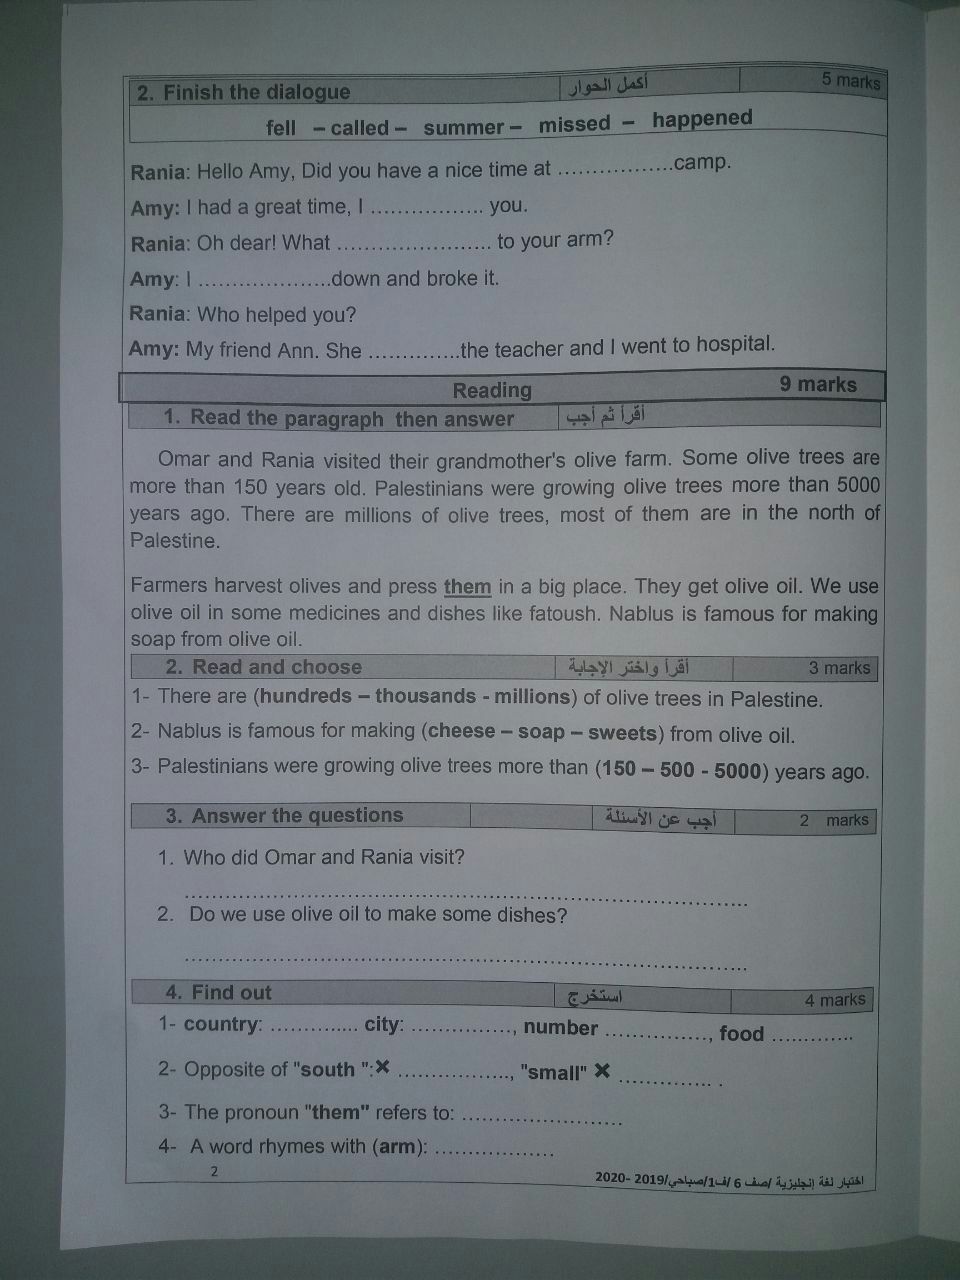 2. Finish the dialogue أكمل الحوار 5 marks
fell – called – summer – missed – happened
Rania: Hello Amy, Did you have a nice time at .................camp.
Amy: I had a great time, I ................. you.
Rania: Oh dear! What ....................... to your arm?
Amy: I ....................down and broke it.
Rania: Who helped you?
Amy: My friend Ann. She ..............the teacher and I went to hospital.
Reading 9 marks
1. Read the paragraph then answer أقرأ ثم أجب
Omar and Rania visited their grandmother's olive farm. Some olive trees are
more than 150 years old. Palestinians were growing olive trees more than 5000
years ago. There are millions of olive trees, most of them are in the north of
Palestine.
Farmers harvest olives and press them in a big place. They get olive oil. We use
olive oil in some medicines and dishes like fatoush. Nablus is famous for making
soap from olive oil.
2. Read and choose أقرأ واختر الإجابة 3 marks
1- There are (hundreds – thousands - millions) of olive trees in Palestine.
2- Nablus is famous for making (cheese – soap – sweets) from olive oil.
3- Palestinians were growing olive trees more than (150 – 500 - 5000) years ago.
3. Answer the questions أجب عن الأسئلة 2 marks
1. Who did Omar and Rania visit?
....................................................................................
2. Do we use olive oil to make some dishes?
....................................................................................
4. Find out استخرج 4 marks
1- country: ............. city: ..............., number ..............., food ............
2- Opposite of "south ":× ................., "small" × .............. .
3- The pronoun "them" refers to: ........................
4- A word rhymes with (arm): ..................
2
اختبار لغة إنجليزية /صف 6 /ف1/صباحي/2019 -2020